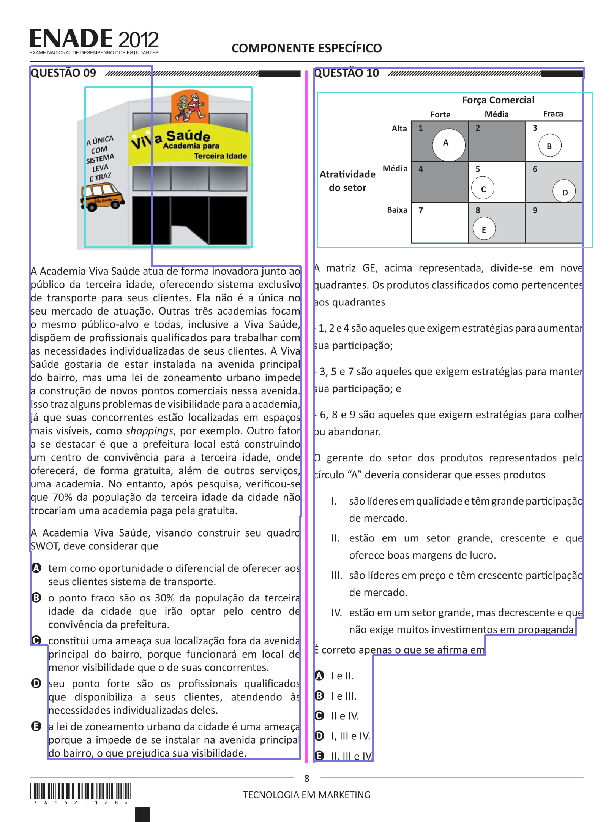 ENADE 2012
EXAME NACIONAL DE DESEMPENHO DOS ESTUDANTES
COMPONENTE ESPECÍFICO
QUESTÃO 09
A ÚNICA
COM
SISTEMA
LEVA
E TRAZ
Viva Saúde
Academia para
Terceira Idade
A Academia Viva Saúde atua de forma inovadora junto ao
público da terceira idade, oferecendo sistema exclusivo
de transporte para seus clientes. Ela não é a única no
seu mercado de atuação. Outras três academias focam
o mesmo público-alvo e todas, inclusive a Viva Saúde,
dispõem de profissionais qualificados para trabalhar com
as necessidades individualizadas de seus clientes. A Viva
Saúde gostaria de estar instalada na avenida principal
do bairro, mas uma lei de zoneamento urbano impede
a construção de novos pontos comerciais nessa avenida.
Isso traz alguns problemas de visibilidade para a academia,
já que suas concorrentes estão localizadas em espaços
mais visíveis, como shoppings, por exemplo. Outro fator
a se destacar é que a prefeitura local está construindo
um centro de convivência para a terceira idade, onde
oferecerá, de forma gratuita, além de outros serviços,
uma academia. No entanto, após pesquisa, verificou-se
que 70% da população da terceira idade da cidade não
trocariam uma academia paga pela gratuita.
A Academia Viva Saúde, visando construir seu quadro
SWOT, deve considerar que
A tem como oportunidade o diferencial de oferecer aos
seus clientes sistema de transporte.
B o ponto fraco são os 30% da população da terceira
idade da cidade que irão optar pelo centro de
convivência da prefeitura.
C constitui uma ameaça sua localização fora da avenida
principal do bairro, porque funcionará em local de
menor visibilidade que o de suas concorrentes.
D seu ponto forte são os profissionais qualificados
que disponibiliza a seus clientes, atendendo às
necessidades individualizadas deles.
E a lei de zoneamento urbano da cidade é uma ameaça
porque a impede de se instalar na avenida principal
do bairro, o que prejudica sua visibilidade.
QUESTÃO 10
Força Comercial
Forte Média Fraca
Alta 1 A 2 3 B
Atratividade do setor
Média 4 5 C 6 D
Baixa 7 8 E 9
A matriz GE, acima representada, divide-se em nove
quadrantes. Os produtos classificados como pertencentes
aos quadrantes
- 1, 2 e 4 são aqueles que exigem estratégias para aumentar
sua participação;
- 3, 5 e 7 são aqueles que exigem estratégias para manter
sua participação; e
- 6, 8 e 9 são aqueles que exigem estratégias para colher
ou abandonar.
O gerente do setor dos produtos representados pelo
círculo “A” deveria considerar que esses produtos
I. são líderes em qualidade e têm grande participação
de mercado.
II. estão em um setor grande, crescente e que
oferece boas margens de lucro.
III. são líderes em preço e têm crescente participação
de mercado.
IV. estão em um setor grande, mas decrescente e que
não exige muitos investimentos em propaganda.
É correto apenas o que se afirma em
A I e II.
B I e III.
C II e IV.
D I, III e IV.
E II, III e IV.
8
TECNOLOGIA EM MARKETING